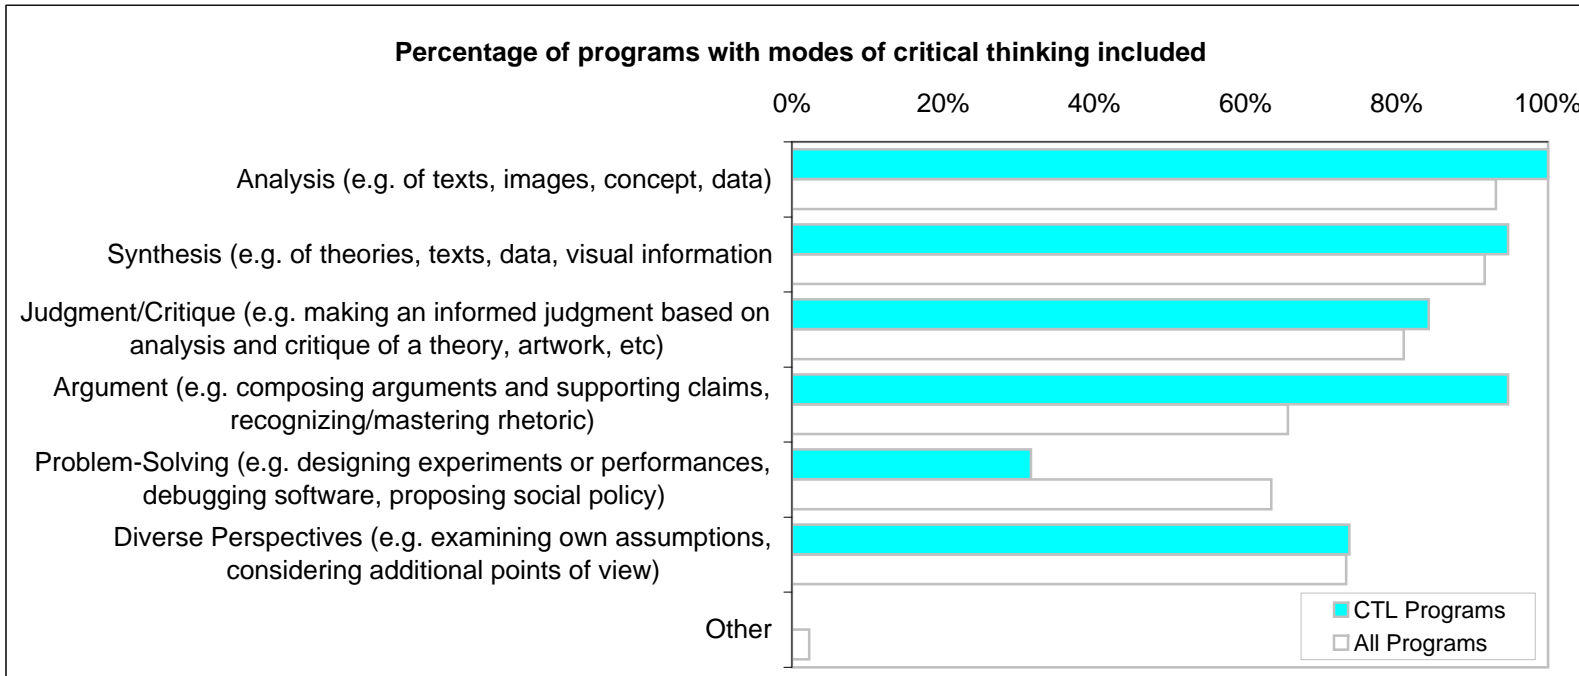 Percentage of programs with modes of critical thinking included
0% 20% 40% 60% 80% 100%
Analysis (e.g. of texts, images, concept, data)
Synthesis (e.g. of theories, texts, data, visual information
Judgment/Critique (e.g. making an informed judgment based on
analysis and critique of a theory, artwork, etc)
Argument (e.g. composing arguments and supporting claims,
recognizing/mastering rhetoric)
Problem-Solving (e.g. designing experiments or performances,
debugging software, proposing social policy)
Diverse Perspectives (e.g. examining own assumptions,
considering additional points of view)
Other
CTL Programs
All Programs